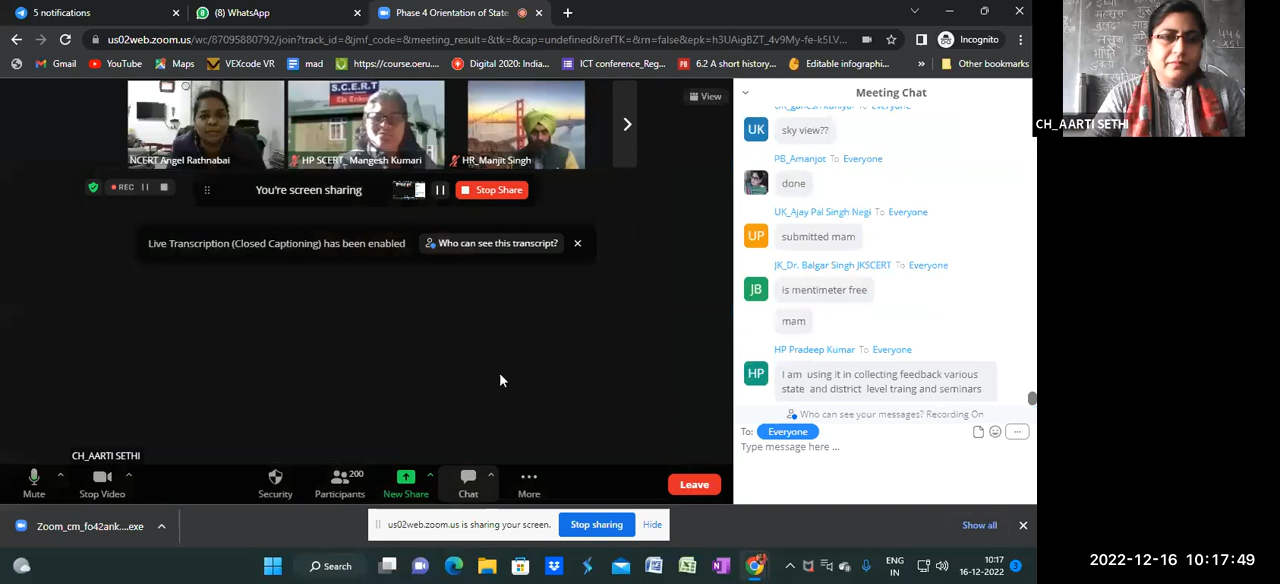 5 notifications
(8) WhatsApp
Phase 4 Orientation of State
us02web.zoom.us/wc/87095880792/join?track_id=&jmf_code=&meeting_result=&tk=&cap=undefined&refTK=&rn=false&epk=
Incognito
Gmail
YouTube
Maps
VEXcode VR
mad
https://course.oeru....
Digital 2020: India...
ICT conference_Reg...
6.2 A short history...
Editable infographi...
»
Other bookmarks
View
S.C.E.R.T
NCERT Angel Rathnabai
HP SCERT_ Mangesh Kumari
HR_Manjit Singh
REC
You're screen sharing
Stop Share
Live Transcription (Closed Captioning) has been enabled
Who can see this transcript?
CH_AARTI SETHI
Mute
Stop Video
Security
Participants
200
New Share
Chat
More
Leave
Meeting Chat
To Everyone
UK
sky view??
PB_Amanjot To Everyone
done
UK_Ajay Pal Singh Negi To Everyone
UP
submitted mam
JK_Dr. Balgar Singh JKSCERT To Everyone
JB
is mentimeter free
mam
HP Pradeep Kumar To Everyone
HP
I am using it in collecting feedback various
state and district level traing and seminars
Who can see your messages? Recording On
To: Everyone
Type message here ...
CH_AARTI SETHI
Zoom_cm_fo42ank....exe
us02web.zoom.us is sharing your screen.
Stop sharing
Hide
Show all
Search
ENG
IN
10:17
16-12-2022
3
2022-12-16 10:17:49